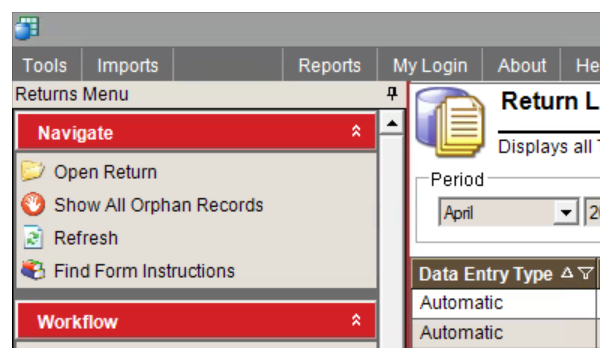 Tools Imports Reports My Login About He
Returns Menu
Return L
Navigate
Displays all
Open Return
Period
Show All Orphan Records
April 2
Refresh
Find Form Instructions
Data Entry Type
Automatic
Workflow
Automatic